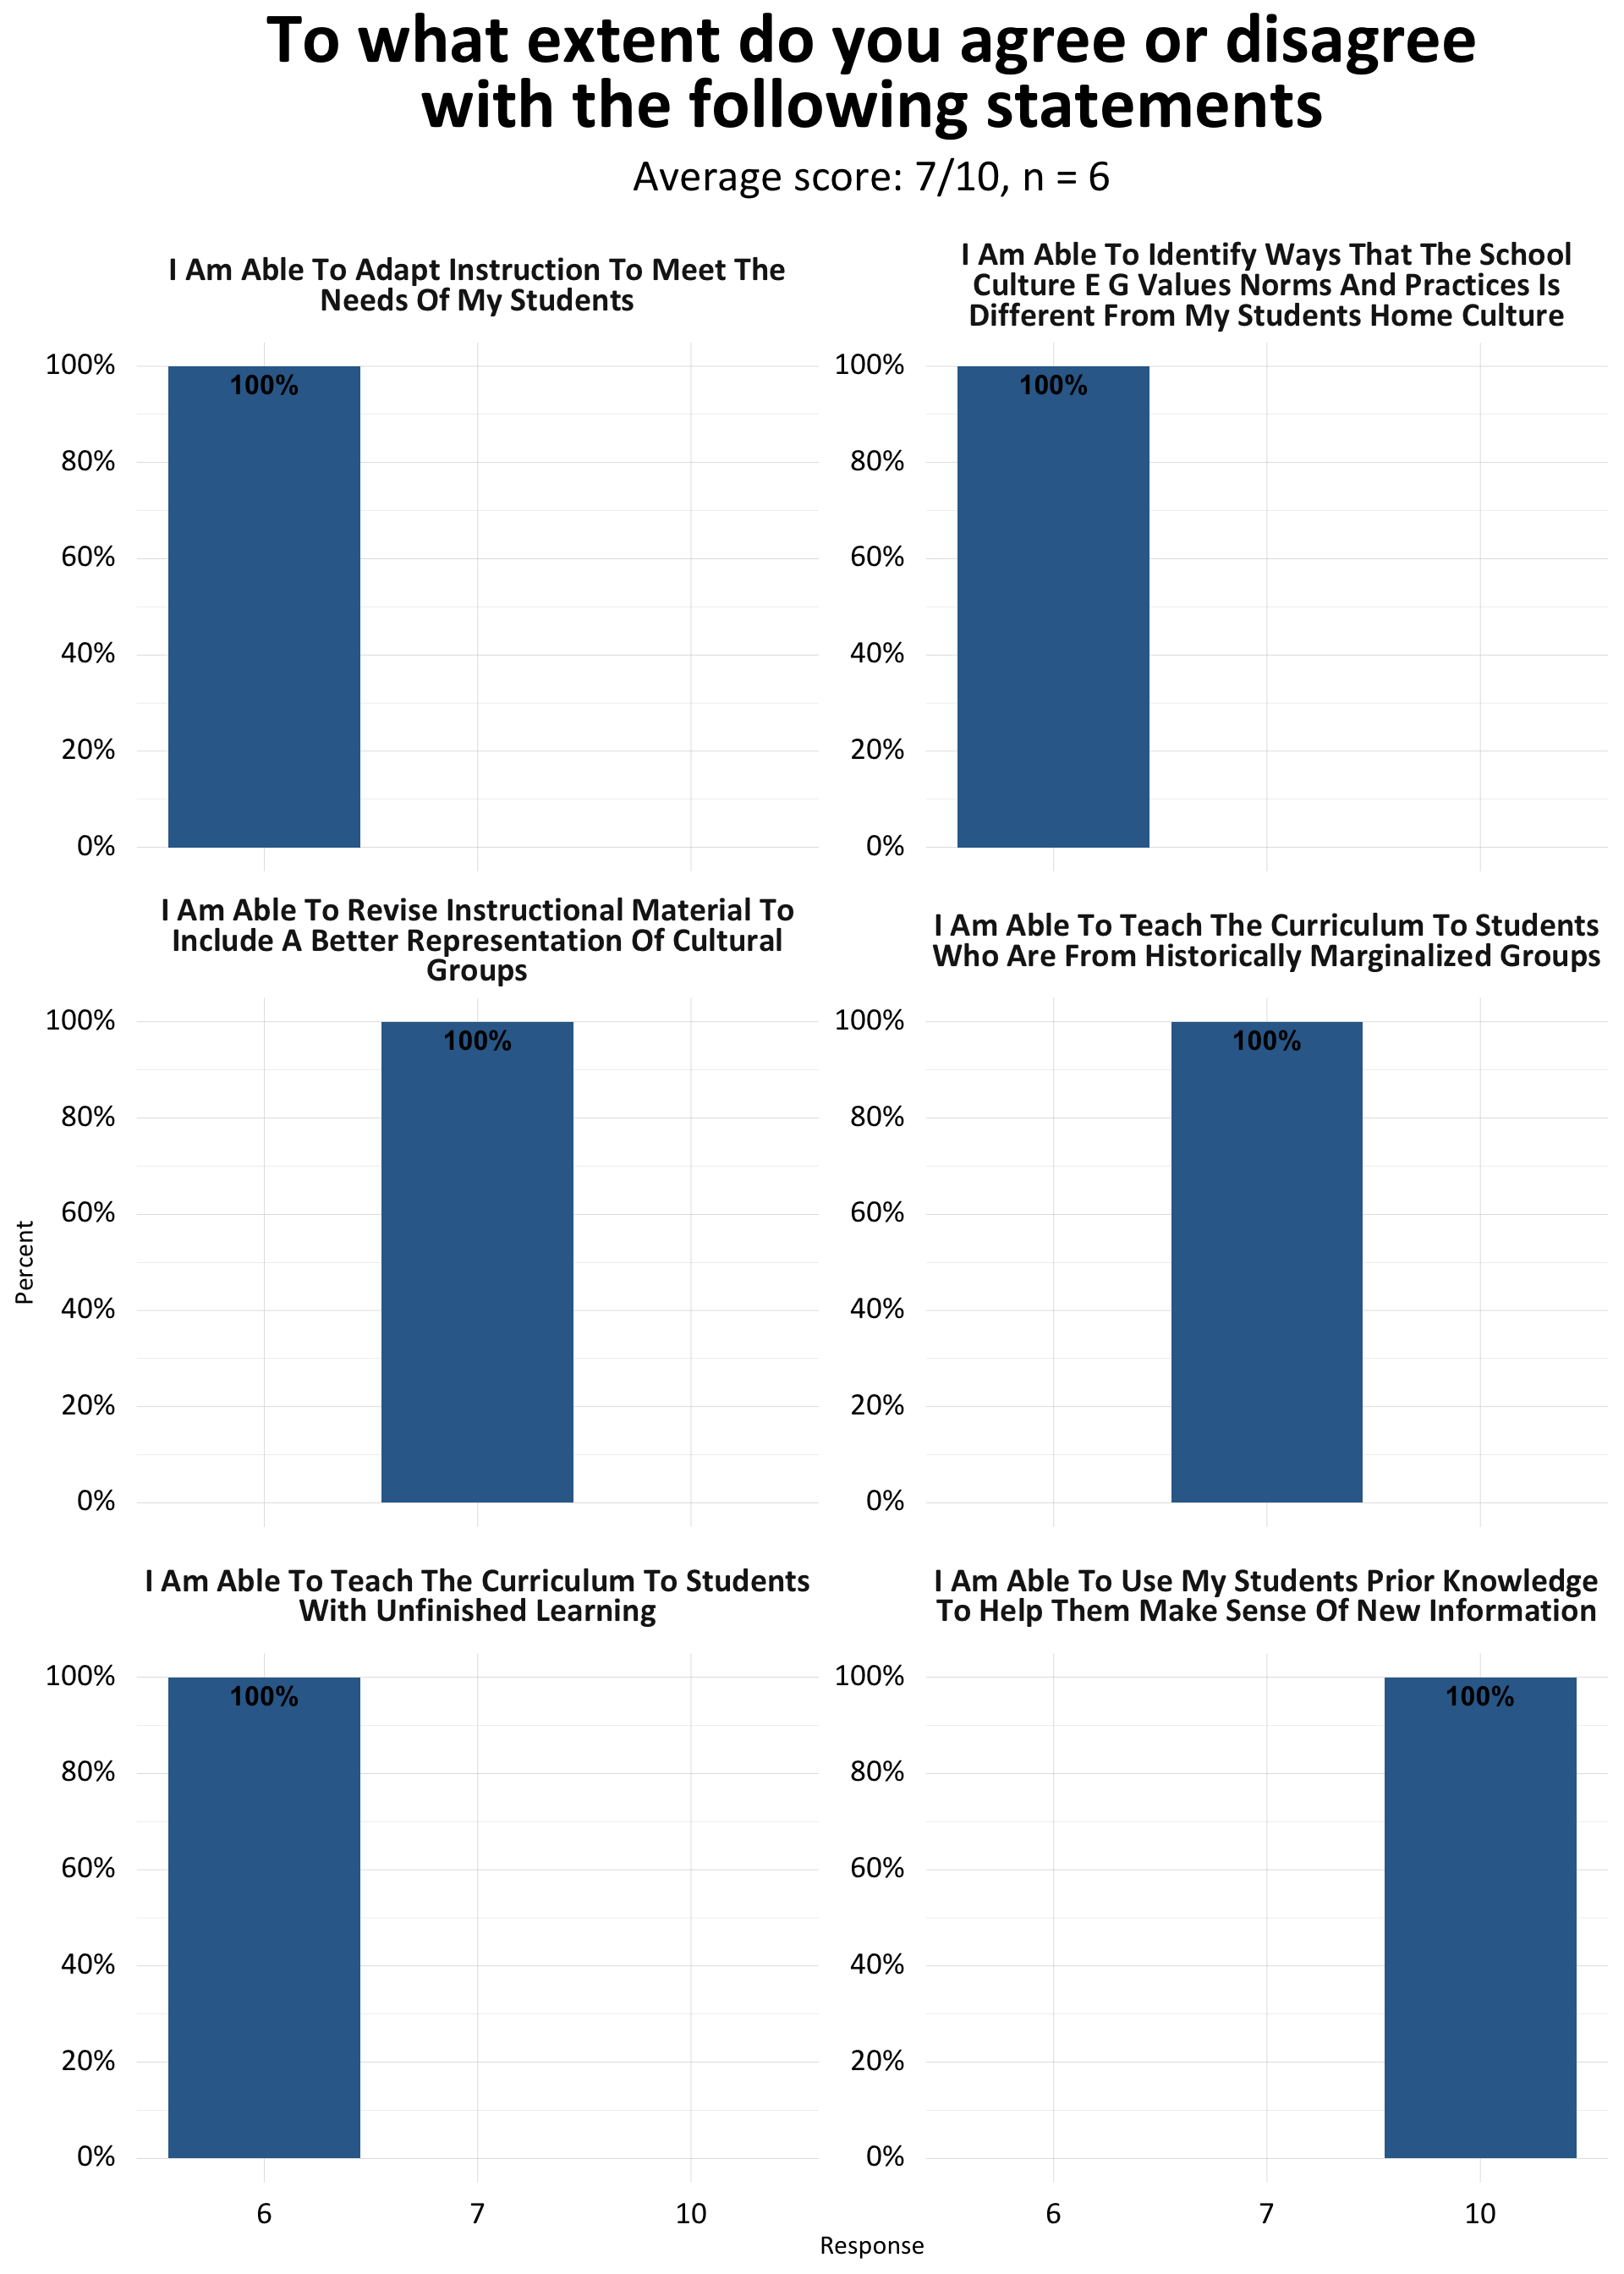 To what extent do you agree or disagree
with the following statements
Average score: 7/10, n = 6
I Am Able To Adapt Instruction To Meet The
Needs Of My Students
100%
80%
60%
40%
20%
0%
100%
I Am Able To Identify Ways That The School
Culture E G Values Norms And Practices Is
Different From My Students Home Culture
100%
80%
60%
40%
20%
0%
100%
I Am Able To Revise Instructional Material To
Include A Better Representation Of Cultural
Groups
100%
80%
60%
40%
20%
0%
100%
I Am Able To Teach The Curriculum To Students
Who Are From Historically Marginalized Groups
100%
80%
60%
40%
20%
0%
100%
Percent
I Am Able To Teach The Curriculum To Students
With Unfinished Learning
100%
80%
60%
40%
20%
0%
100%
6 7 10
I Am Able To Use My Students Prior Knowledge
To Help Them Make Sense Of New Information
100%
80%
60%
40%
20%
0%
100%
6 7 10
Response